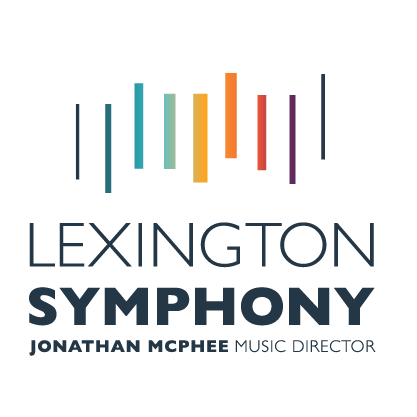 LEXINGTON
SYMPHONY
JONATHAN MCPHEE MUSIC DIRECTOR